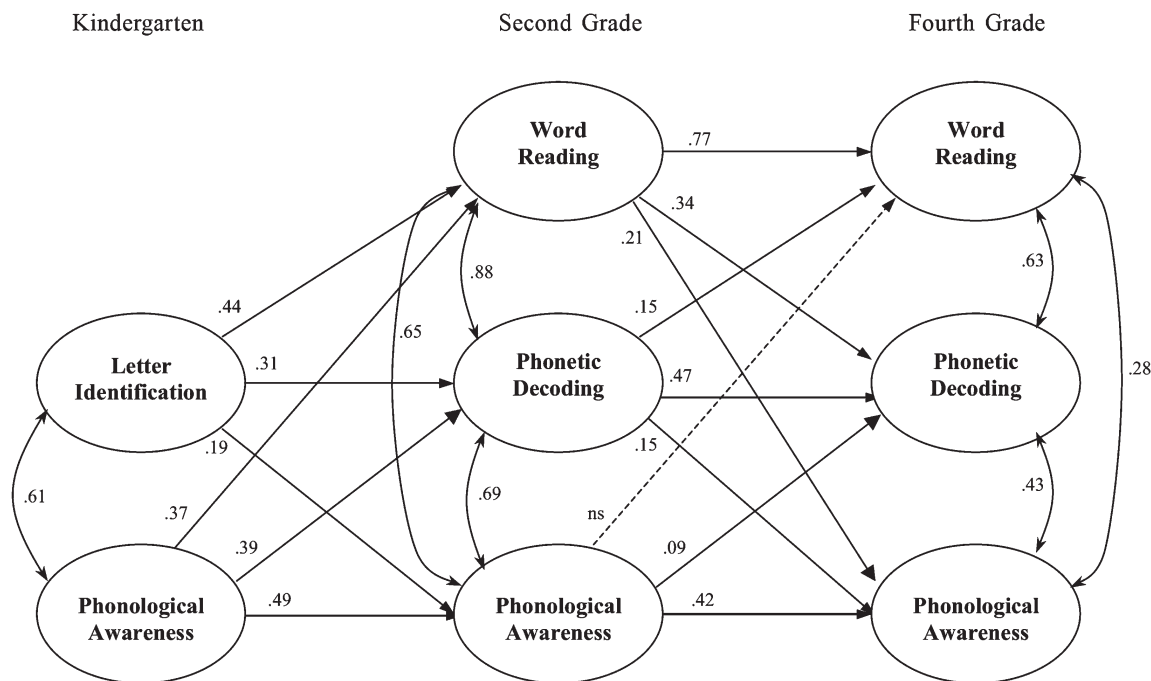 Kindergarten
Second Grade
Fourth Grade
Word
Reading
Word
Reading
.77
.34
.21
.88
.63
.44
.15
.65
.28
Letter
Identification
.31
Phonetic
Decoding
.47
Phonetic
Decoding
.19
.15
.61
.69
.43
.37
ns
.39
.09
Phonological
Awareness
.49
Phonological
Awareness
.42
Phonological
Awareness